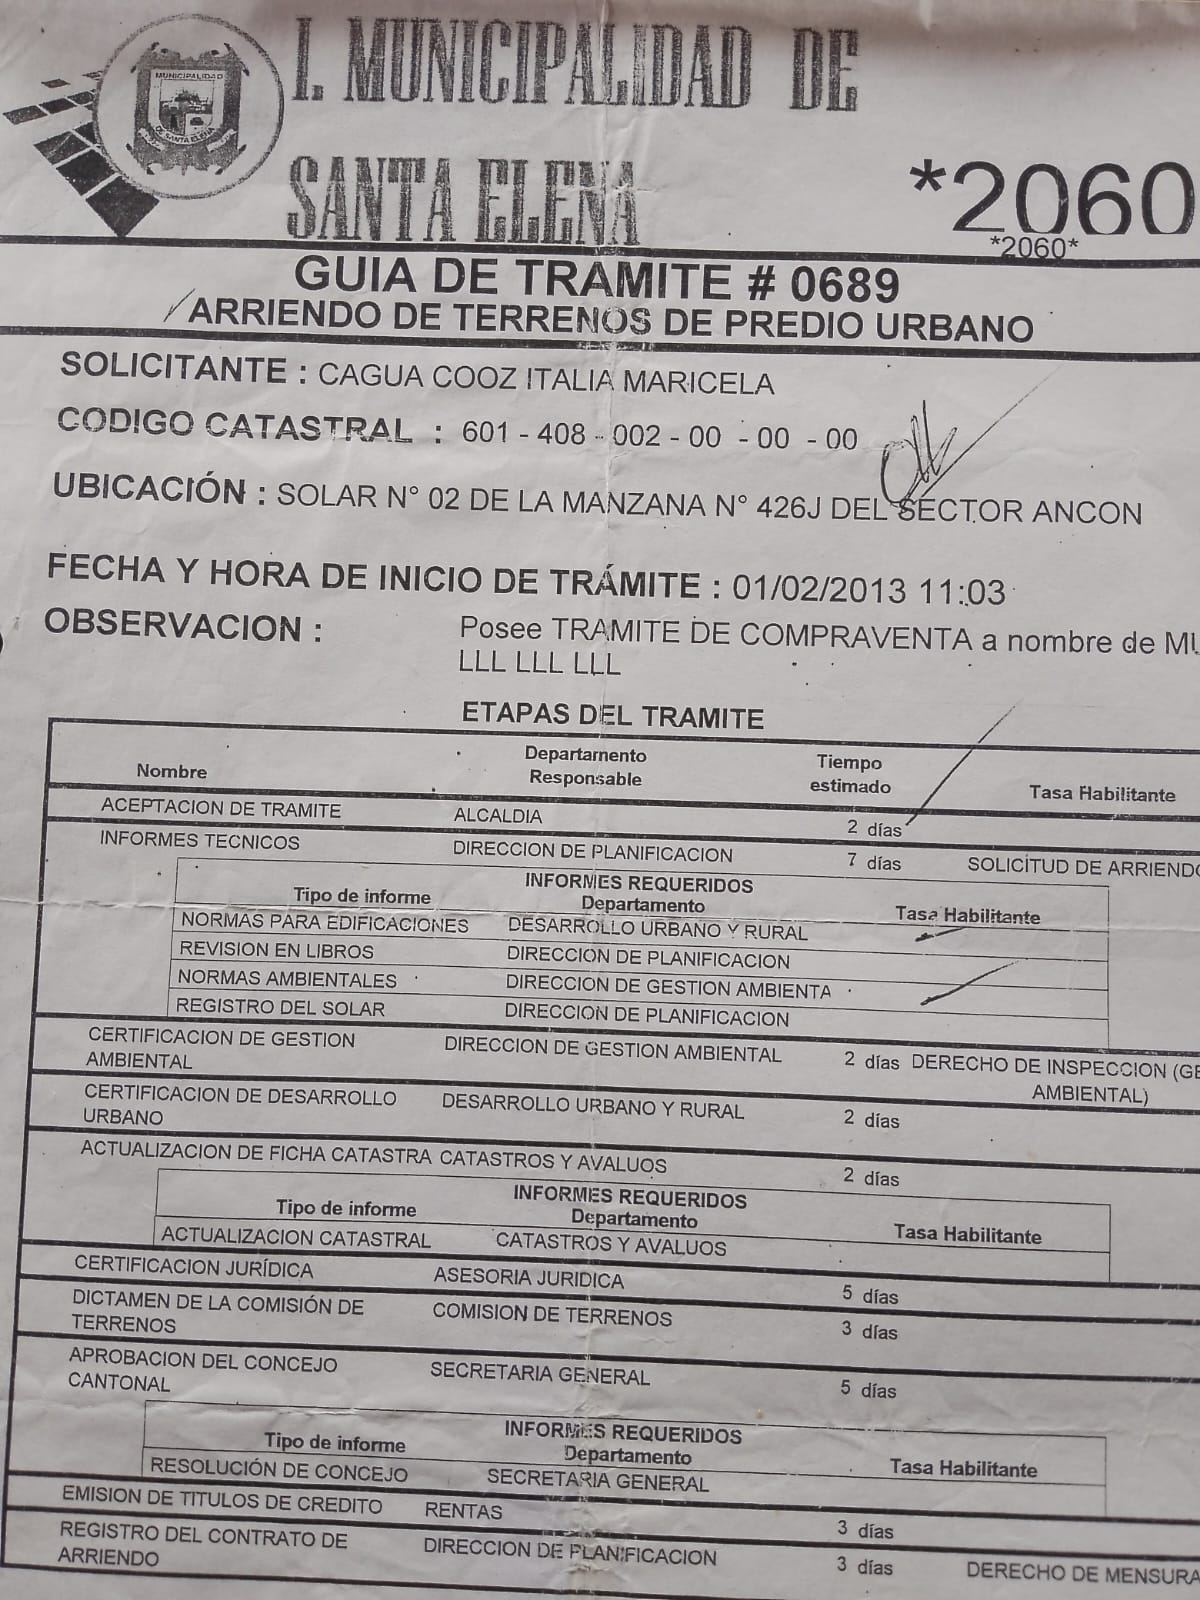 MUNICIPALIDAD
DE SANTA ELENA
I. MUNICIPALIDAD DE
SANTA ELENA
*2060
*2060*
GUIA DE TRAMITE # 0689
ARRIENDO DE TERRENOS DE PREDIO URBANO
SOLICITANTE : CAGUA COOZ ITALIA MARICELA
CODIGO CATASTRAL : 601 - 408 - 002 - 00 - 00 - 00
UBICACIÓN : SOLAR N° 02 DE LA MANZANA N° 426J DEL SECTOR ANCON
FECHA Y HORA DE INICIO DE TRÁMITE : 01/02/2013 11:03
OBSERVACION : Posee TRAMITE DE COMPRAVENTA a nombre de MU
LLL LLL LLL
ETAPAS DEL TRAMITE
Nombre Departamento Responsable Tiempo estimado Tasa Habilitante
ACEPTACION DE TRAMITE ALCALDIA 2 días
INFORMES TECNICOS DIRECCION DE PLANIFICACION 7 días SOLICITUD DE ARRIENDO
INFORMES REQUERIDOS
Tipo de informe Departamento Tasa Habilitante
NORMAS PARA EDIFICACIONES DESARROLLO URBANO Y RURAL
REVISION EN LIBROS DIRECCION DE PLANIFICACION
NORMAS AMBIENTALES DIRECCION DE GESTION AMBIENTA
REGISTRO DEL SOLAR DIRECCION DE PLANIFICACION
CERTIFICACION DE GESTION DIRECCION DE GESTION AMBIENTAL 2 días DERECHO DE INSPECCION (GE
AMBIENTAL AMBIENTAL)
CERTIFICACION DE DESARROLLO DESARROLLO URBANO Y RURAL 2 días
URBANO
ACTUALIZACION DE FICHA CATASTRA CATASTROS Y AVALUOS 2 días
INFORMES REQUERIDOS
Tipo de informe Departamento Tasa Habilitante
ACTUALIZACION CATASTRAL CATASTROS Y AVALUOS
CERTIFICACION JURÍDICA ASESORIA JURIDICA 5 días
DICTAMEN DE LA COMISIÓN DE COMISION DE TERRENOS 3 días
TERRENOS
APROBACION DEL CONCEJO SECRETARIA GENERAL 5 días
CANTONAL
INFORMES REQUERIDOS
Tipo de informe Departamento Tasa Habilitante
RESOLUCIÓN DE CONCEJO SECRETARIA GENERAL
EMISION DE TITULOS DE CREDITO RENTAS 3 días
REGISTRO DEL CONTRATO DE DIRECCION DE PLANIFICACION 3 días DERECHO DE MENSURA
ARRIENDO